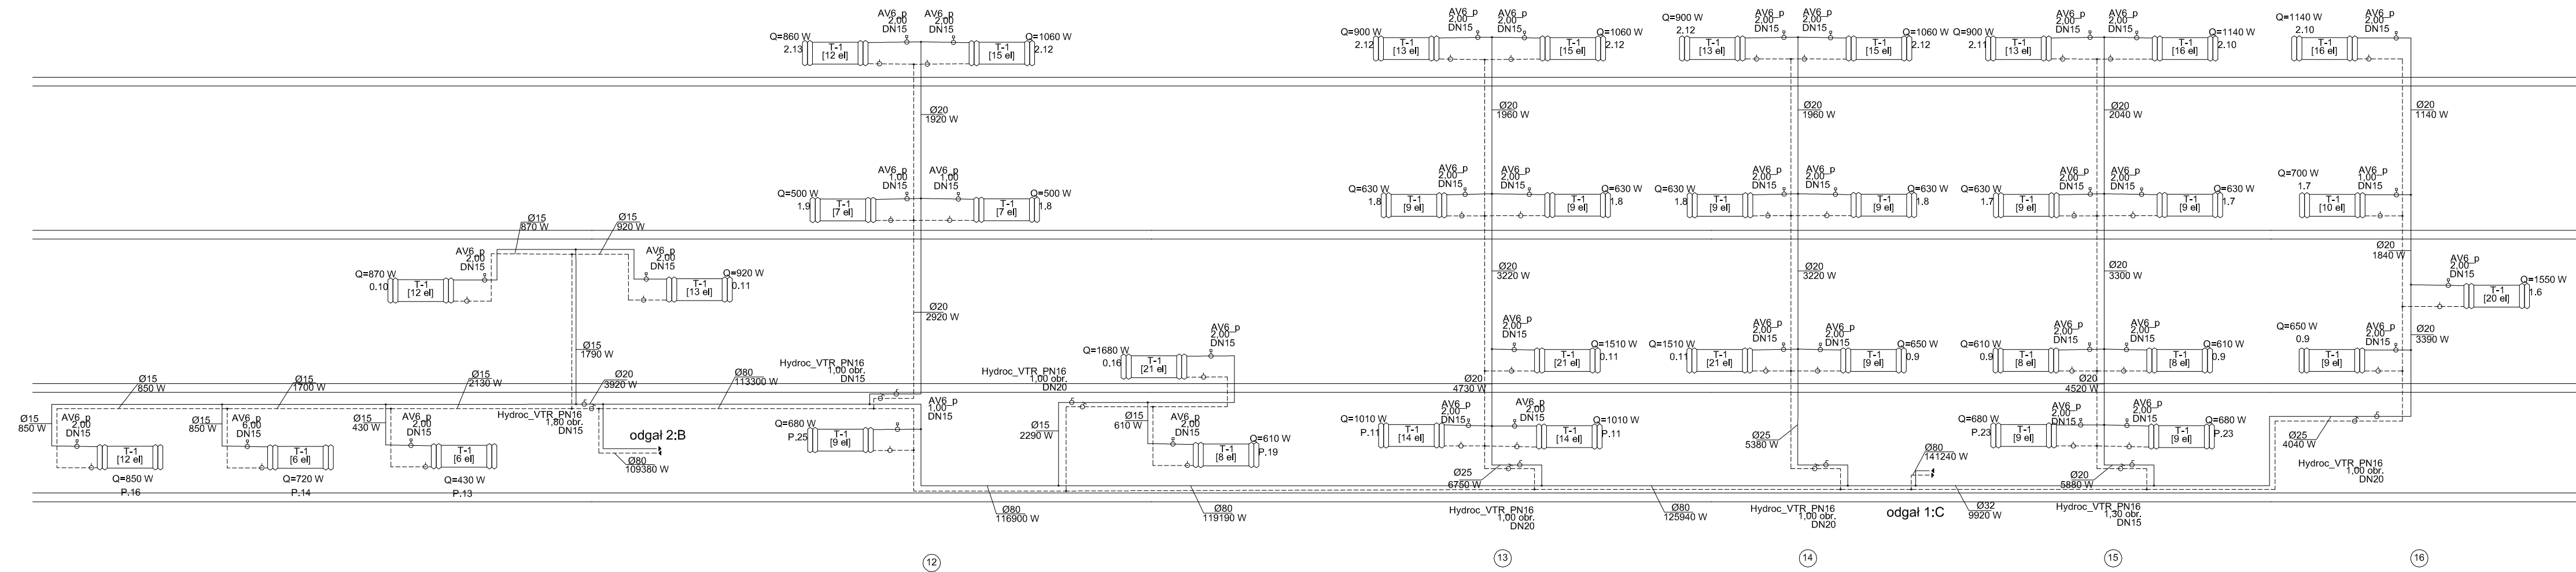 AV6_p
2,00
DN15
AV6_p
2,00
DN15
Q=860 W
2.13
T-1
[12 el]
T-1
[15 el]
Q=1060 W
2.12
AV6_p
2,00
DN15
AV6_p
2,00
DN15
Q=900 W
2.12
T-1
[13 el]
T-1
[15 el]
Q=1060 W
2.12
AV6_p
2,00
DN15
AV6_p
2,00
DN15
Q=900 W
2.12
T-1
[13 el]
T-1
[15 el]
Q=1060 W
2.12
AV6_p
2,00
DN15
AV6_p
2,00
DN15
Q=900 W
2.11
T-1
[13 el]
T-1
[16 el]
Q=1140 W
2.10
Q=1140 W
2.10
AV6_p
2,00
DN15
T-1
[16 el]
Ø20
1920 W
Ø20
1960 W
Ø20
1960 W
Ø20
2040 W
Ø20
1140 W
AV6_p
1,00
DN15
AV6_p
1,00
DN15
Q=500 W
1.9
T-1
[7 el]
T-1
[7 el]
Q=500 W
1.8
AV6_p
2,00
DN15
AV6_p
2,00
DN15
Q=630 W
1.8
T-1
[9 el]
T-1
[9 el]
Q=630 W
1.8
AV6_p
2,00
DN15
AV6_p
2,00
DN15
Q=630 W
1.8
T-1
[9 el]
T-1
[9 el]
Q=630 W
1.8
AV6_p
2,00
DN15
AV6_p
2,00
DN15
Q=630 W
1.7
T-1
[9 el]
T-1
[9 el]
Q=630 W
1.7
Q=700 W
1.7
AV6_p
1,00
DN15
T-1
[10 el]
Ø15
870 W
Ø15
920 W
AV6_p
2,00
DN15
AV6_p
2,00
DN15
Q=870 W
0.10
T-1
[12 el]
T-1
[13 el]
Q=920 W
0.11
Ø20
2920 W
Ø20
3220 W
Ø20
3220 W
Ø20
3300 W
Ø20
1840 W
AV6_p
2,00
DN15
Q=1550 W
1.6
T-1
[20 el]
Ø15
1790 W
AV6_p
2,00
DN15
Q=1680 W
0.16
T-1
[21 el]
AV6_p
2,00
DN15
T-1
[21 el]
Q=1510 W
0.11
AV6_p
2,00
DN15
AV6_p
2,00
DN15
Q=1510 W
0.11
T-1
[21 el]
T-1
[9 el]
Q=650 W
0.9
AV6_p
2,00
DN15
AV6_p
2,00
DN15
Q=610 W
0.9
T-1
[8 el]
T-1
[8 el]
Q=610 W
0.9
Q=650 W
0.9
AV6_p
2,00
DN15
T-1
[9 el]
Ø20
3390 W
Ø15
850 W
Ø15
1700 W
Ø15
2130 W
Ø20
3920 W
Ø80
113300 W
Hydroc_VTR_PN16
1,00 obr.
DN15
Hydroc_VTR_PN16
1,00 obr.
DN20
Ø20
4730 W
Ø20
4520 W
Ø15
850 W
AV6_p
2,00
DN15
T-1
[12 el]
Q=850 W
P.16
Ø15
850 W
AV6_p
6,00
DN15
T-1
[6 el]
Q=720 W
P.14
Ø15
430 W
AV6_p
2,00
DN15
T-1
[6 el]
Q=430 W
P.13
Hydroc_VTR_PN16
1,80 obr.
DN15
odgał 2:B
Ø80
109380 W
Q=680 W
P.25
T-1
[9 el]
AV6_p
1,00
DN15
Ø15
2290 W
Ø15
610 W
AV6_p
2,00
DN15
T-1
[8 el]
Q=610 W
P.19
Q=1010 W
P.11
AV6_p
2,00
DN15
AV6_p
2,00
DN15
T-1
[14 el]
T-1
[14 el]
Q=1010 W
P.11
Ø25
6750 W
Ø25
5380 W
Ø80
141240 W
Q=680 W
P.23
AV6_p
2,00
DN15
AV6_p
2,00
DN15
T-1
[9 el]
T-1
[9 el]
Q=680 W
P.23
Ø20
5880 W
Ø25
4040 W
Hydroc_VTR_PN16
1,00 obr.
DN20
Ø80
116900 W
Ø80
119190 W
Hydroc_VTR_PN16
1,00 obr.
DN20
Ø80
125940 W
Hydroc_VTR_PN16
1,00 obr.
DN20
odgał 1:C
Ø32
9920 W
Hydroc_VTR_PN16
1,30 obr.
DN15
12
13
14
15
16